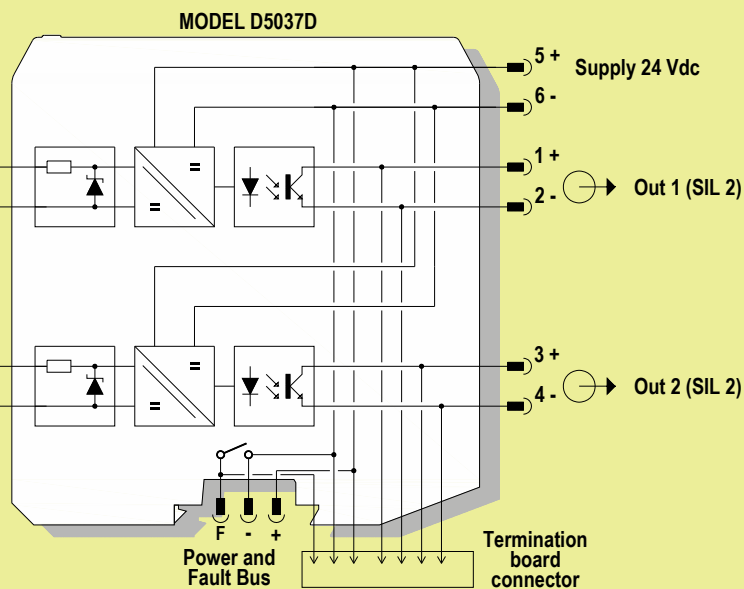 MODEL D5037D
5 +
Supply 24 Vdc
6 -
1 +
2 -
Out 1 (SIL 2)
3 +
4 -
Out 2 (SIL 2)
F - +
Power and
Fault Bus
Termination
board
connector